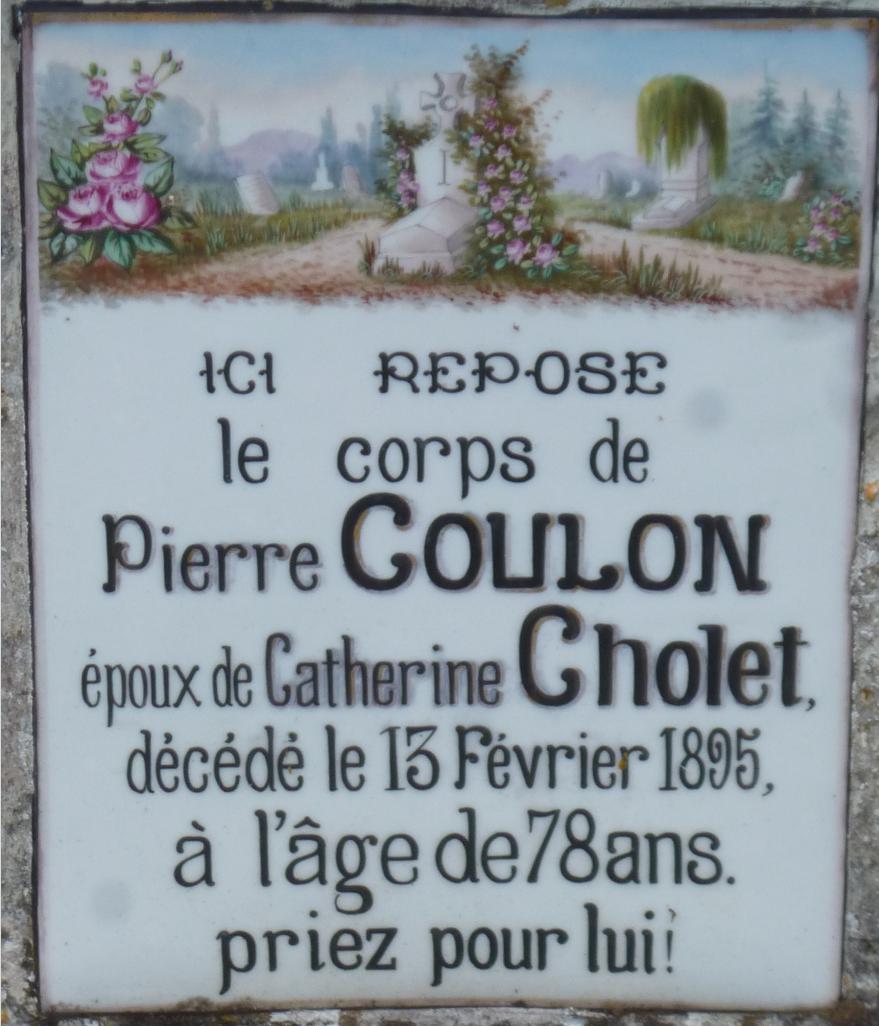 ICI REPOSE
le corps de
Pierre COULON
époux de Catherine Cholet,
décédé le 13 Février 1895,
à l'âge de 78 ans.
priez pour lui!